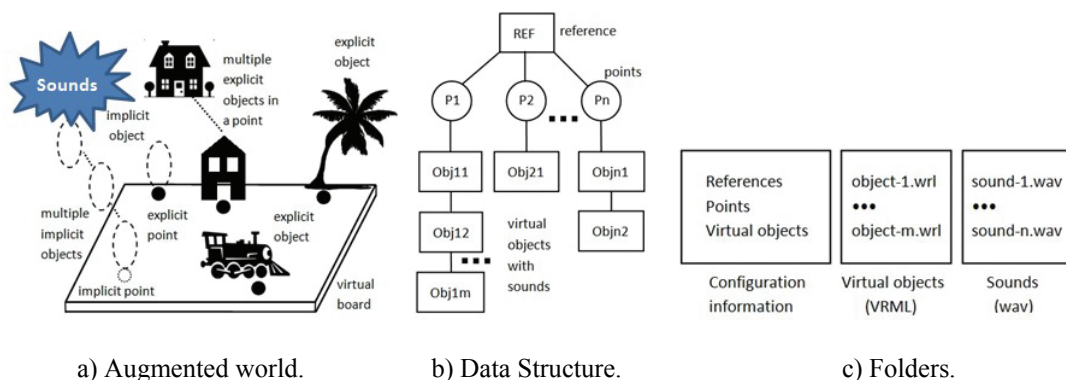 Sounds
multiple
explicit
objects in
a point
explicit
object
implicit
object
multiple
implicit
objects
explicit
point
explicit
object
implicit point
virtual
board
REF
reference
points
P1
P2
Pn
Obj11
Obj21
Objn1
Obj12
Objn2
Obj1m
virtual
objects
with
sounds
References
Points
Virtual objects
object-1.wrl
•••
object-m.wrl
sound-1.wav
•••
sound-n.wav
Configuration
information
Virtual objects
(VRML)
Sounds
(wav)
a) Augmented world.
b) Data Structure.
c) Folders.